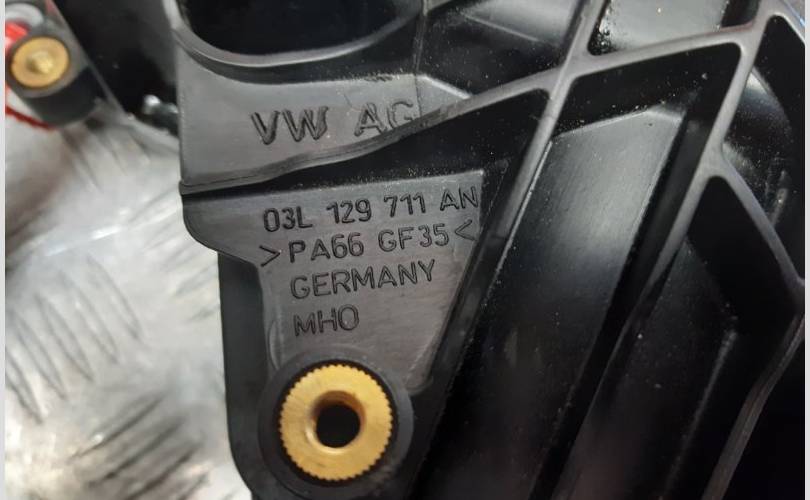 VW AG
03L 129 711 AN
>PA66 GF35<
GERMANY
MHO